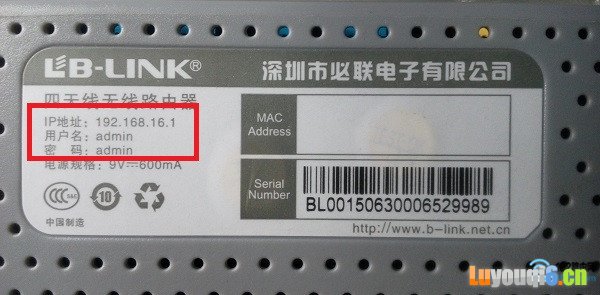 LB-LINK® 深圳市必联电子有限公司
四天线无线路由器
IP地址：192.168.16.1
用户名：admin
密  码：admin
电源规格：9V⎓600mA
MAC Address
CCC S&E
10
中国制造
Serial Number
BL00150630006529989
http://www.b-link.net.cn
Luyouqi6.cn